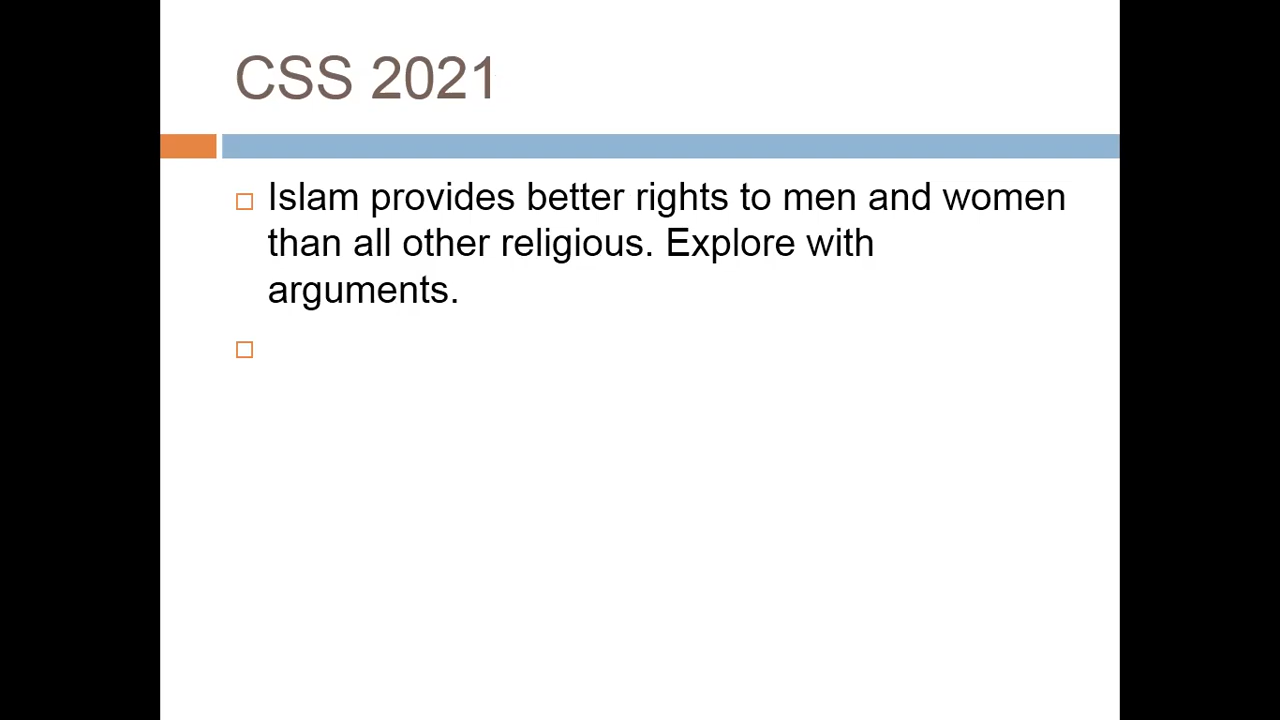 CSS 2021
Islam provides better rights to men and women
than all other religious. Explore with
arguments.